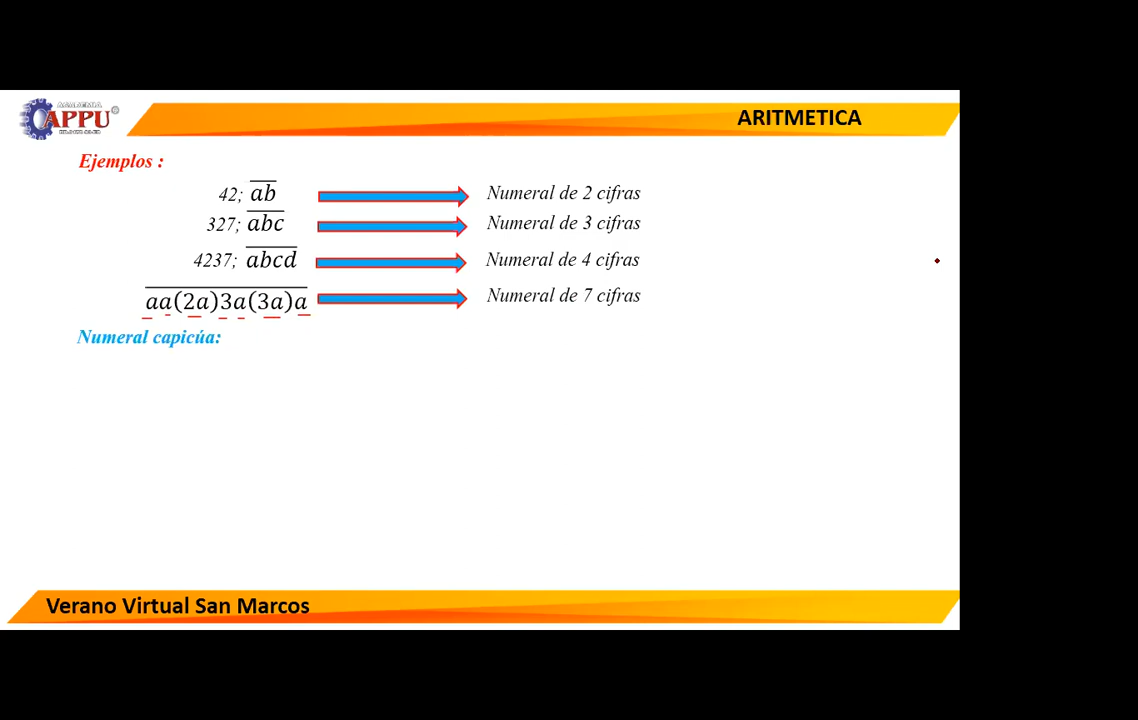 ACADEMIA
APPU
ARITMETICA
Ejemplos :
42; ab Numeral de 2 cifras
327; abc Numeral de 3 cifras
4237; abcd Numeral de 4 cifras
aa(2a)3a(3a)a Numeral de 7 cifras
Numeral capicúa:
Verano Virtual San Marcos